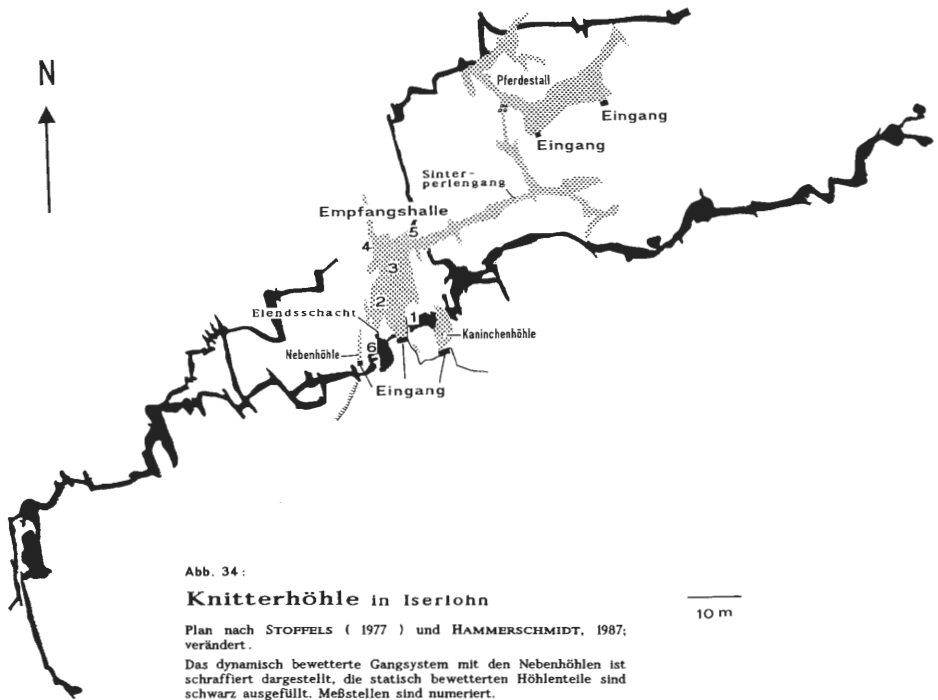 N
Pferdestall
Eingang
Eingang
Sinter-
perlengang
Empfangshalle
5
4
3
2
Elendsschacht
1
Kaninchenhöhle
Nebenhöhle
6
Eingang
Abb. 34 :
Knitterhöhle in Iserlohn
10 m
Plan nach STOFFELS ( 1977 ) und HAMMERSCHMIDT, 1987;
verändert.
Das dynamisch bewetterte Gangsystem mit den Nebenhöhlen ist
schraffiert dargestellt, die statisch bewetterten Höhlenteile sind
schwarz ausgefüllt. Meßstellen sind numeriert.